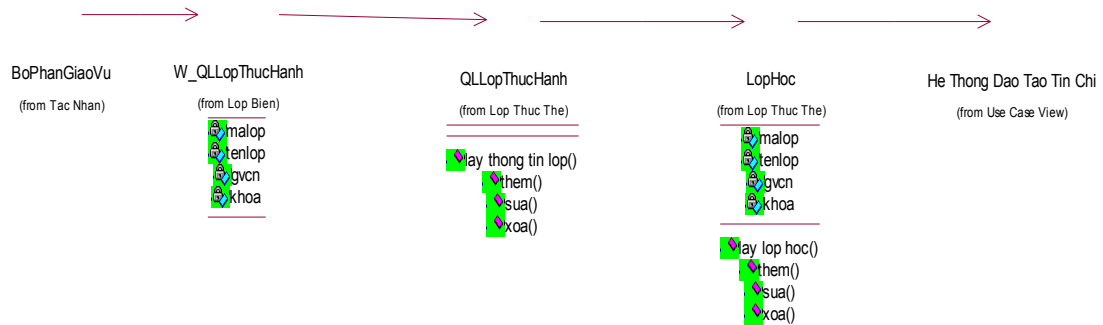 BoPhanGiaoVu
(from Tac Nhan)
W_QLLopThucHanh
(from Lop Bien)
malop
tenlop
gvcn
khoa
QLLopThucHanh
(from Lop Thuc The)
lay thong tin lop()
them()
sua()
xoa()
LopHoc
(from Lop Thuc The)
malop
tenlop
gvcn
khoa
lay lop hoc()
them()
sua()
xoa()
He Thong Dao Tao Tin Chi
(from Use Case View)